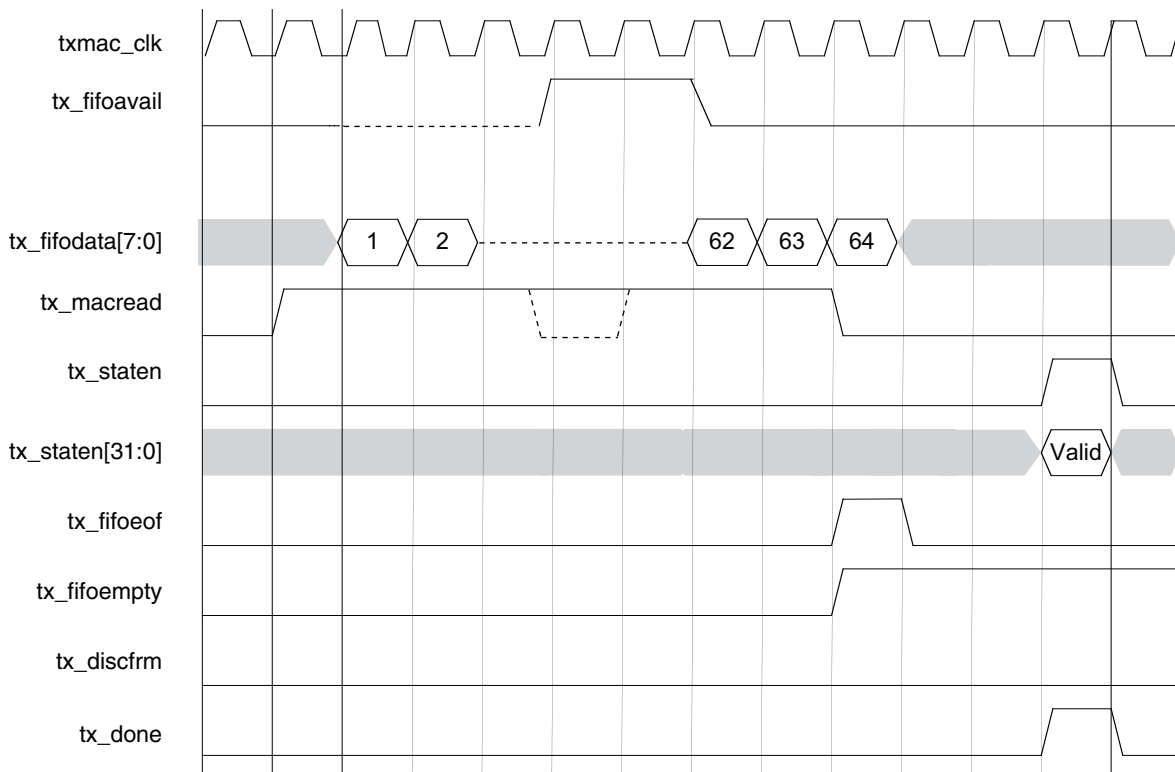 txmac_clk
tx_fifoavail
tx_fifodata[7:0] 1 2 62 63 64
tx_macread
tx_staten
tx_staten[31:0] Valid
tx_fifoeof
tx_fifoempty
tx_discfrm
tx_done